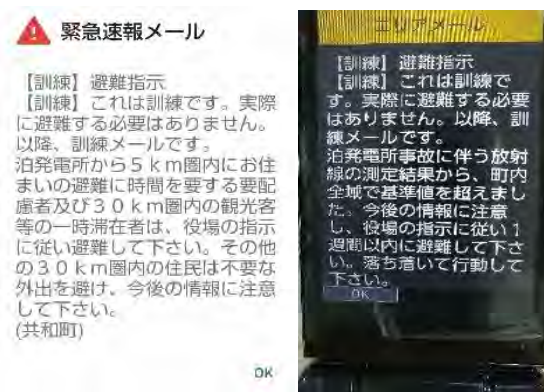 緊急速報メール
【訓練】避難指示
【訓練】これは訓練です。実際
に避難する必要はありません。
以降、訓練メールです。
泊発電所から５ｋｍ圏内にお住
まいの避難に時間を要する要配
慮者及び３０ｋｍ圏内の観光客
等の一時滞在者は、役場の指示
に従い避難して下さい。その他
の３０ｋｍ圏内の住民は不要な
外出を避け、今後の情報に注意
して下さい。
(共和町)
OK
エリアメール
【訓練】避難指示
【訓練】これは訓練で
す。実際に避難する必要
はありません。以降、訓
練メールです。
泊発電所事故に伴う放射
線の測定結果から、町内
全域で基準値を超えまし
た。今後の情報に注意
し、役場の指示に従い１
週間以内に避難して下さ
い。落ち着いて行動して
下さい。
OK